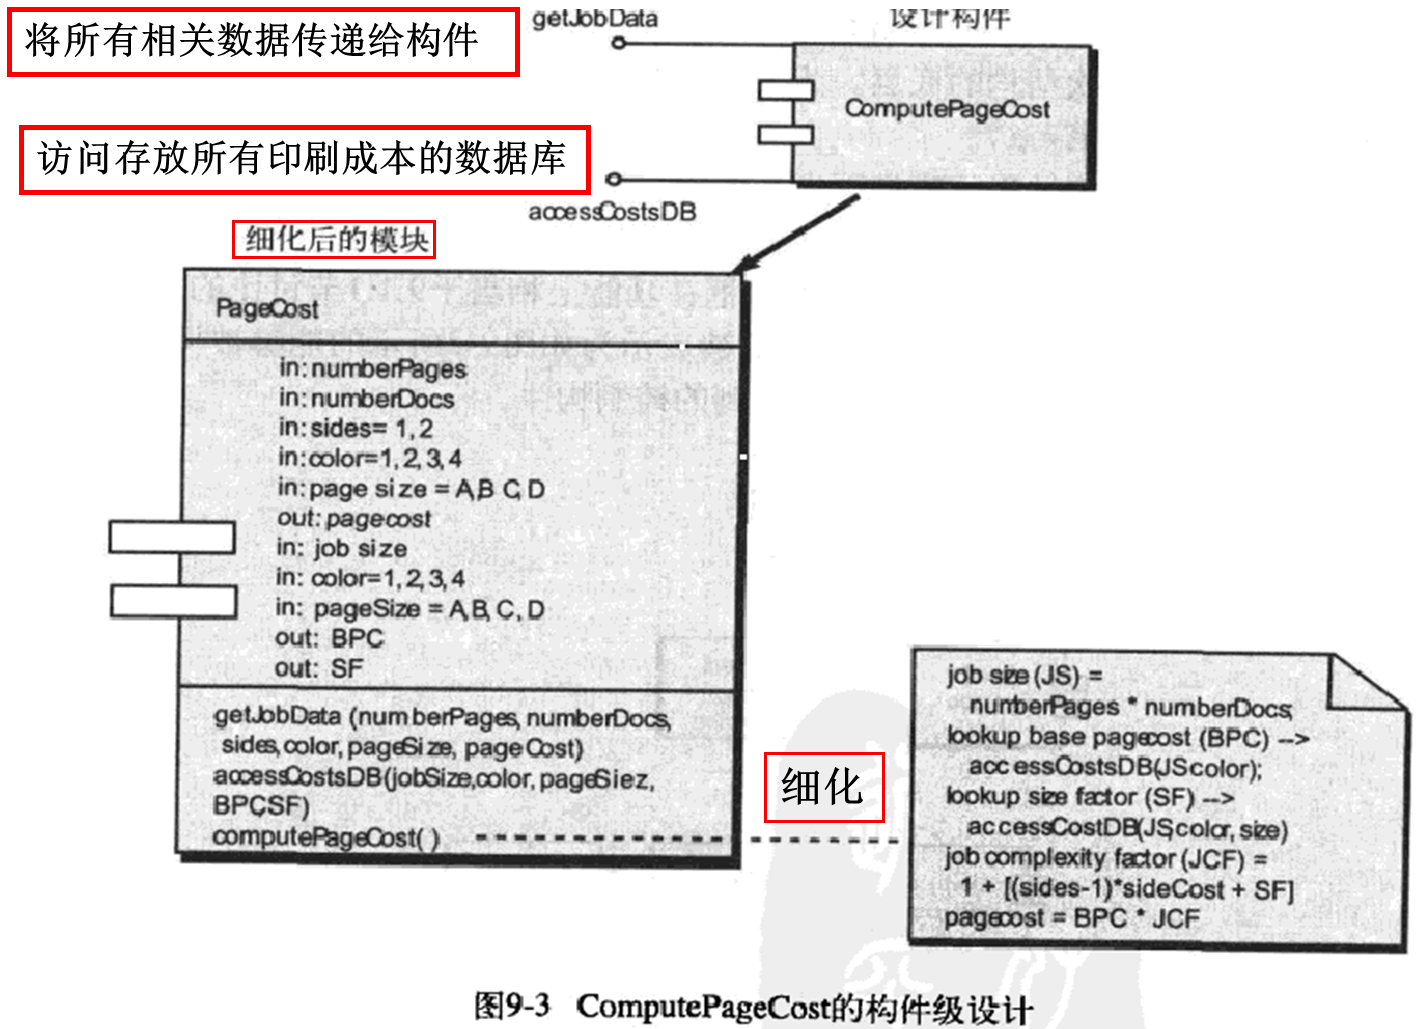 将所有相关数据传递给构件
getJobData
设计构件
ComputePageCost
访问存放所有印刷成本的数据库
accessCostsDB
细化后的模块
PageCost
in:numberPages
in:numberDocs
in:sides= 1,2
in:color=1,2,3,4
in:page size = A,B C, D
out:pagecost
in: job size
in: color=1,2,3,4
in: pageSize = A,B, C, D
out: BPC
out: SF
getJobData (numberPages, numberDocs,
sides,color, pageSize, pageCost)
accessCostsDB(jobSize,color, pageSiez,
BPC,SF)
computePageCost( )
细化
job size (JS) =
numberPages * numberDocs;
lookup base pagecost (BPC) -->
accessCostsDB(JS,color);
lookup size factor (SF) -->
accessCostDB(JS,color, size)
job complexity factor (JCF) =
1 + [(sides-1)*sideCost + SF]
pagecost = BPC * JCF
图9-3 ComputePageCost的构件级设计